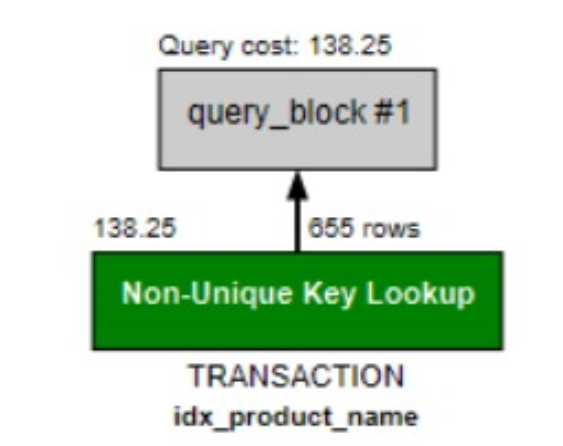 Query cost: 138.25
query_block #1
138.25 655 rows
Non-Unique Key Lookup
TRANSACTION
idx_product_name